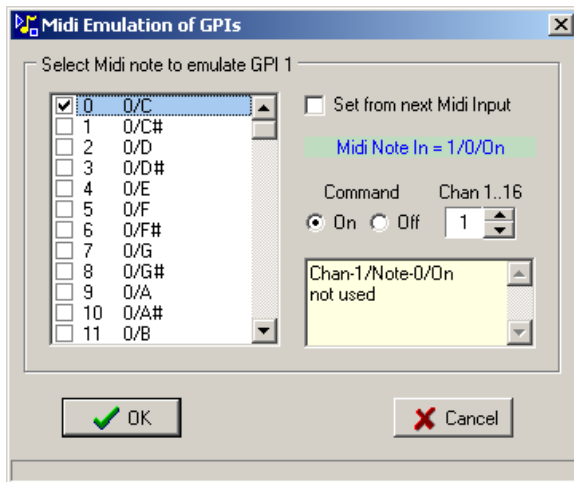 Midi Emulation of GPIs
Select Midi note to emulate GPI 1
0 0/C
1 0/C#
2 0/D
3 0/D#
4 0/E
5 0/F
6 0/F#
7 0/G
8 0/G#
9 0/A
10 0/A#
11 0/B
Set from next Midi Input
Midi Note In = 1/0/On
Command Chan 1..16
On Off 1
Chan-1/Note-0/On
not used
OK Cancel